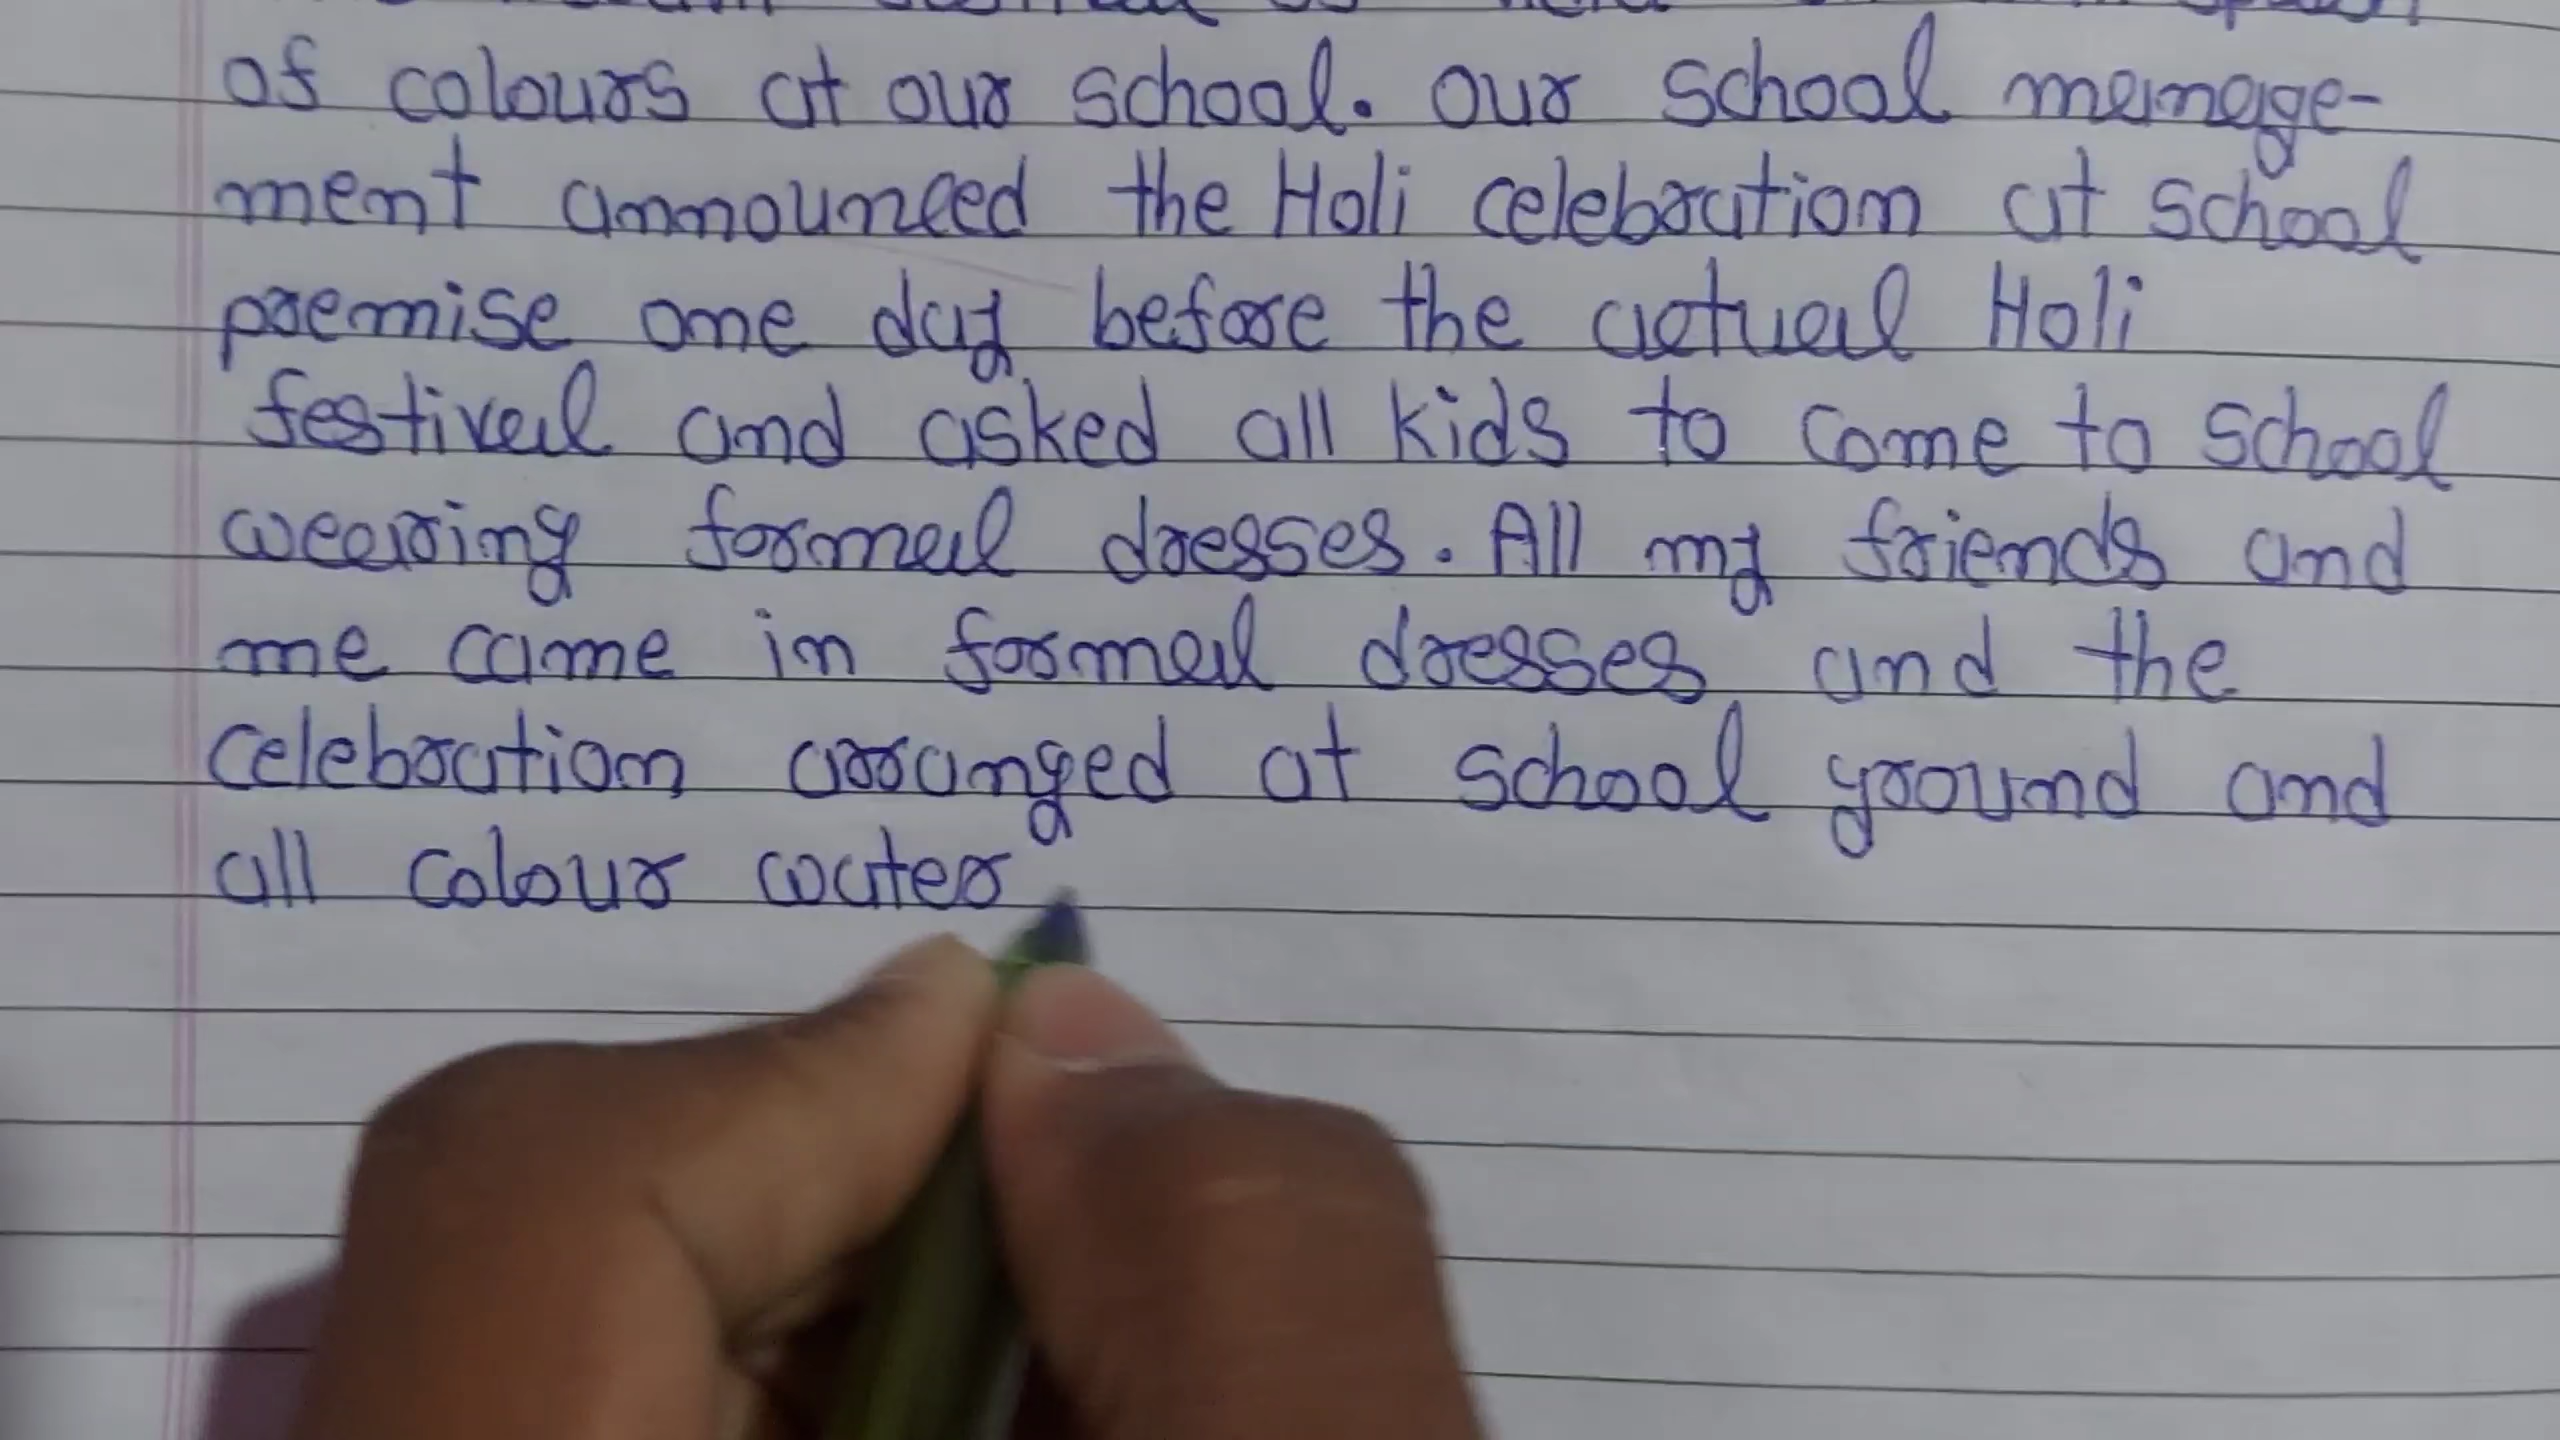 of colours at our school. Our school manage-
ment announced the Holi celebration at school
premise one day before the actual Holi
festival and asked all kids to come to school
wearing formal dresses. All my friends and
me came in formal dresses and the
celebration arranged at school ground and
all colour water